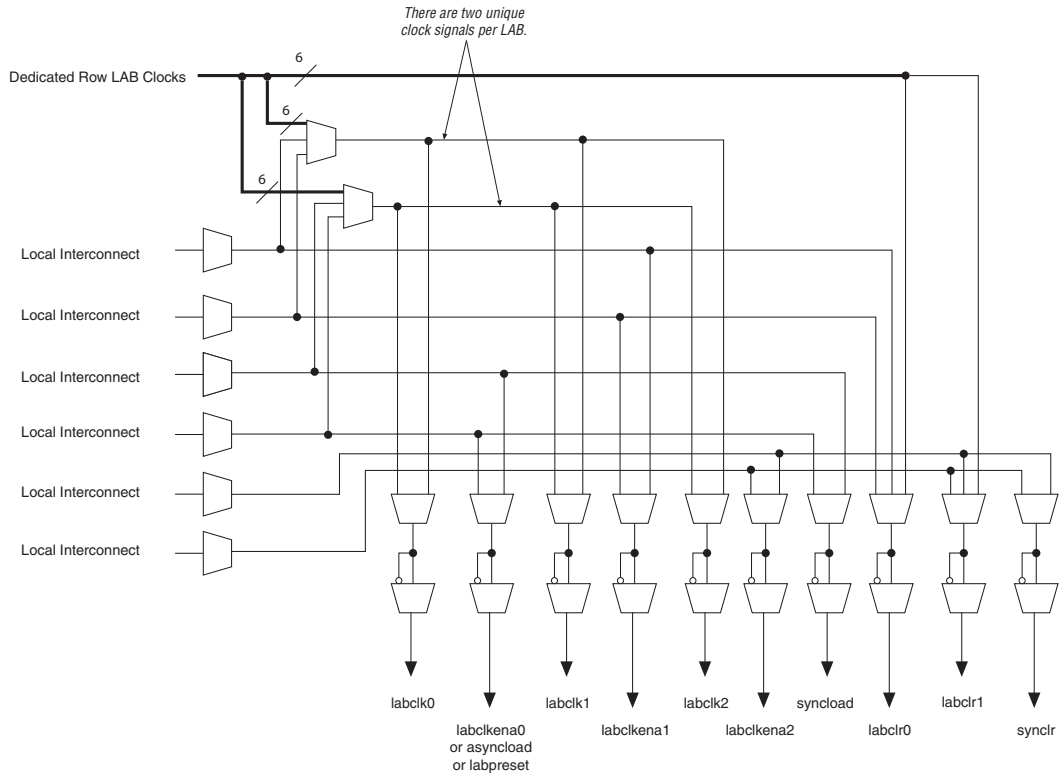 There are two unique
clock signals per LAB.
6
Dedicated Row LAB Clocks
6
6
Local Interconnect
Local Interconnect
Local Interconnect
Local Interconnect
Local Interconnect
Local Interconnect
labclk0
labclk1
labclk2
syncload
labclr1
labclkena0
or asyncload
or labpreset
labclkena1
labclkena2
labclr0
synclr